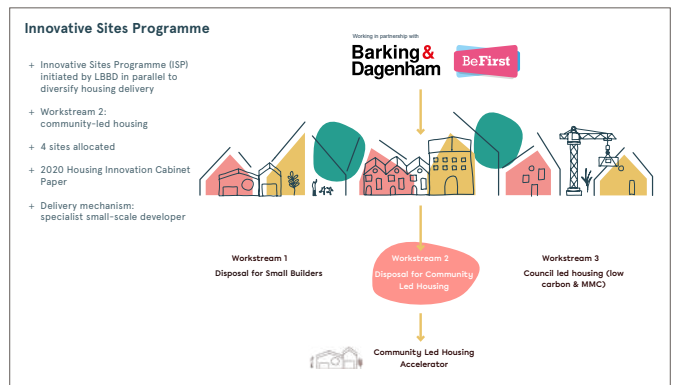 Innovative Sites Programme
+ Innovative Sites Programme (ISP)
initiated by LBBD in parallel to
diversify housing delivery
+ Workstream 2:
community-led housing
+ 4 sites allocated
+ 2020 Housing Innovation Cabinet
Paper
+ Delivery mechanism:
specialist small-scale developer
Working in partnership with
Barking&
Dagenham
BeFirst
Workstream 1
Disposal for Small Builders
Workstream 2
Disposal for Community
Led Housing
Workstream 3
Council led housing (low
carbon & MMC)
Community Led Housing
Accelerator